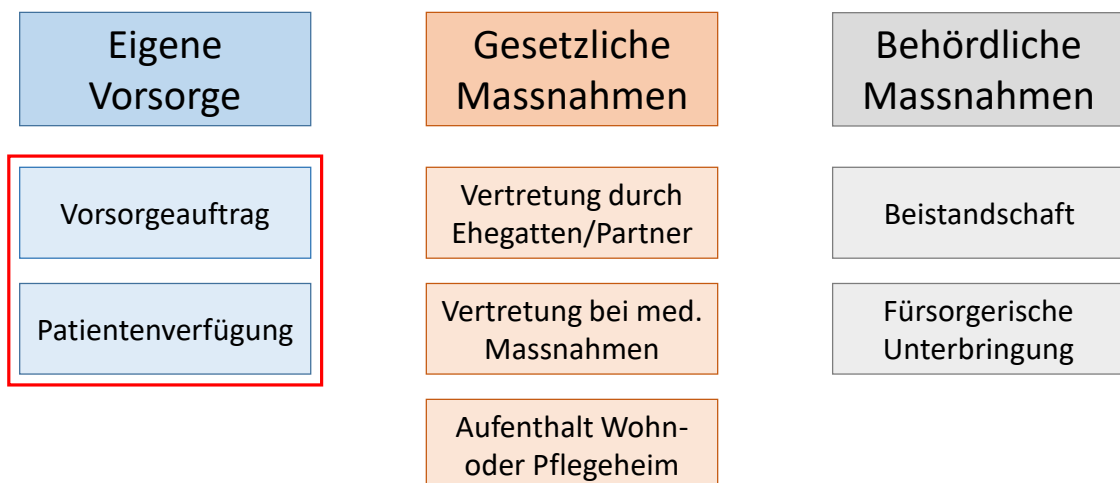 Eigene
Vorsorge
Vorsorgeauftrag
Patientenverfügung
Gesetzliche
Massnahmen
Vertretung durch
Ehegatten/Partner
Vertretung bei med.
Massnahmen
Aufenthalt Wohn-
oder Pflegeheim
Behördliche
Massnahmen
Beistandschaft
Fürsorgerische
Unterbringung